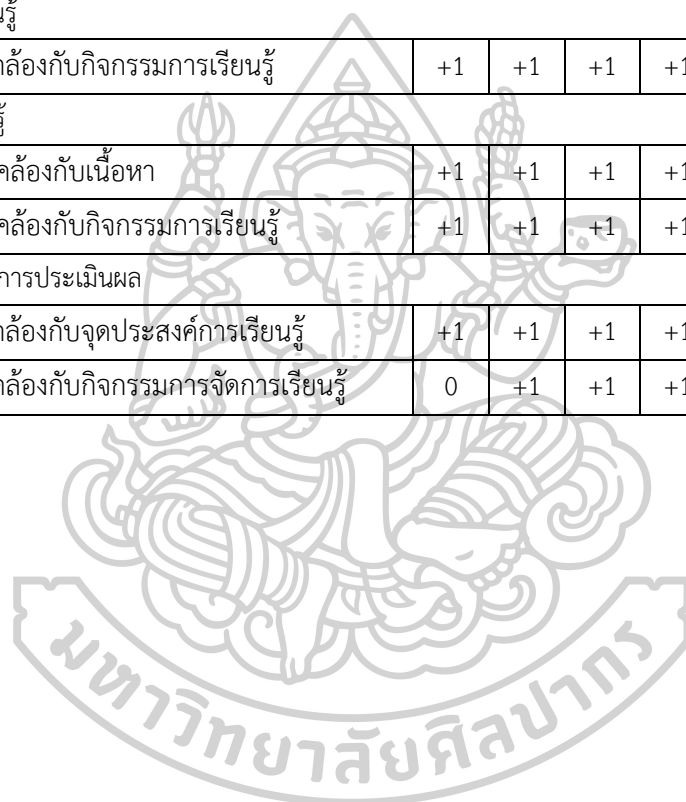 นรู้
กล้องกับกิจกรรมการเรียนรู้ +1 +1 +1 +1
รู้
คล้องกับเนื้อหา +1 +1 +1 +1
คล้องกับกิจกรรมการเรียนรู้ +1 +1 +1 +1
การประเมินผล
กล้องกับจุดประสงค์การเรียนรู้ +1 +1 +1 +1
กล้องกับกิจกรรมการจัดการเรียนรู้ 0 +1 +1 +1
มหาวิทยาลัยศิลปากร